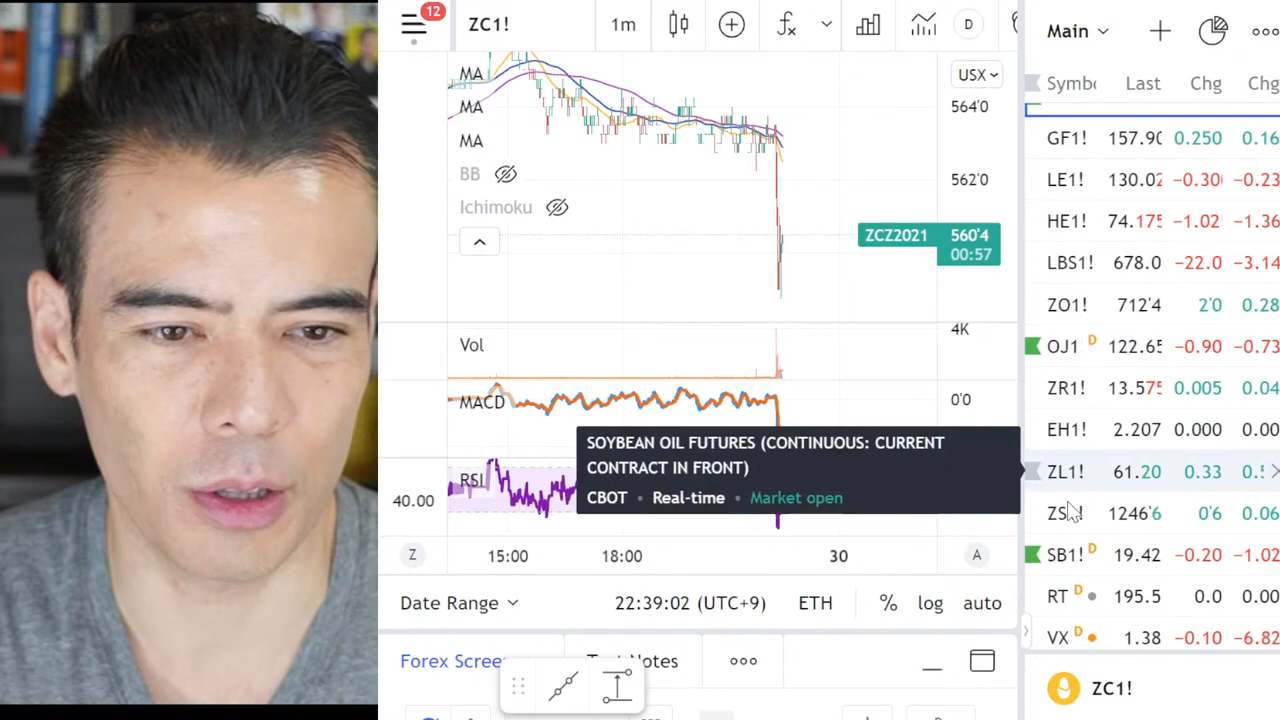 12
ZC1!
1m
D
Main
MA
MA
MA
BB
Ichimoku
USX
564'0
562'0
ZCZ2021 560'4
00:57
4K
Vol
MACD
0'0
RSI
40.00
SOYBEAN OIL FUTURES (CONTINUOUS: CURRENT
CONTRACT IN FRONT)
CBOT • Real-time • Market open
Z
15:00
18:00
30
A
Date Range
22:39:02 (UTC+9)
ETH
%
log
auto
Forex Scree
Notes
Symbo Last Chg Chg
GF1! 157.90 0.250 0.16
LE1! 130.02 −0.30 −0.23
HE1! 74.175 −1.02 −1.36
LBS1! 678.0 −22.0 −3.14
ZO1! 712'4 2'0 0.28
OJ1 D 122.65 −0.90 −0.73
ZR1! 13.575 0.005 0.04
EH1! 2.207 0.000 0.00
ZL1! 61.20 0.33 0.5
ZS1! 1246'6 0'6 0.06
SB1! D 19.42 −0.20 −1.02
RT D 195.5 0.0 0.00
VX D 1.38 −0.10 −6.82
ZC1!